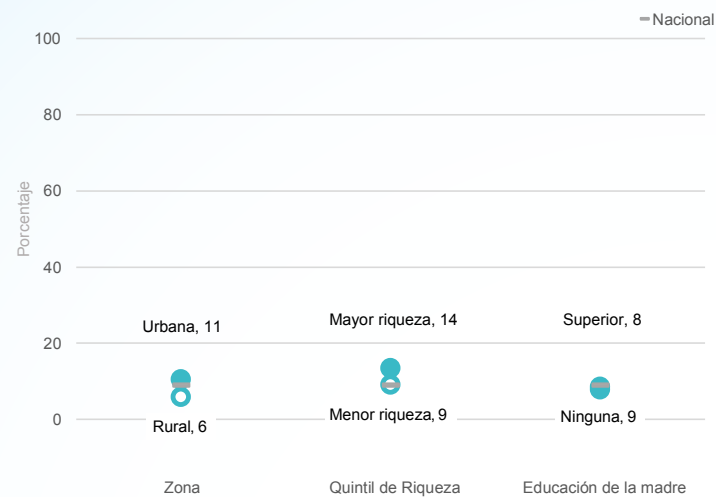 Nacional
100
80
60
40
20
0
Porcentaje
Urbana, 11
Mayor riqueza, 14
Superior, 8
Rural, 6
Menor riqueza, 9
Ninguna, 9
Zona
Quintil de Riqueza
Educación de la madre